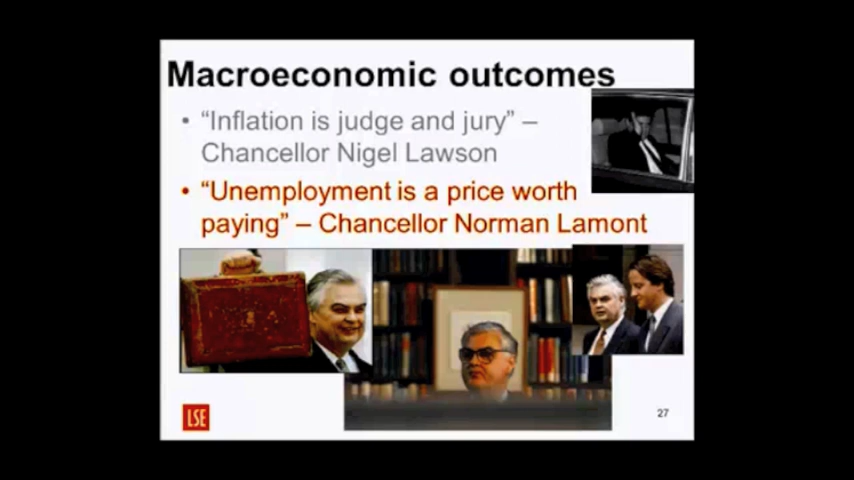 Macroeconomic outcomes
• “Inflation is judge and jury” –
Chancellor Nigel Lawson
• “Unemployment is a price worth
paying” – Chancellor Norman Lamont
LSE
27